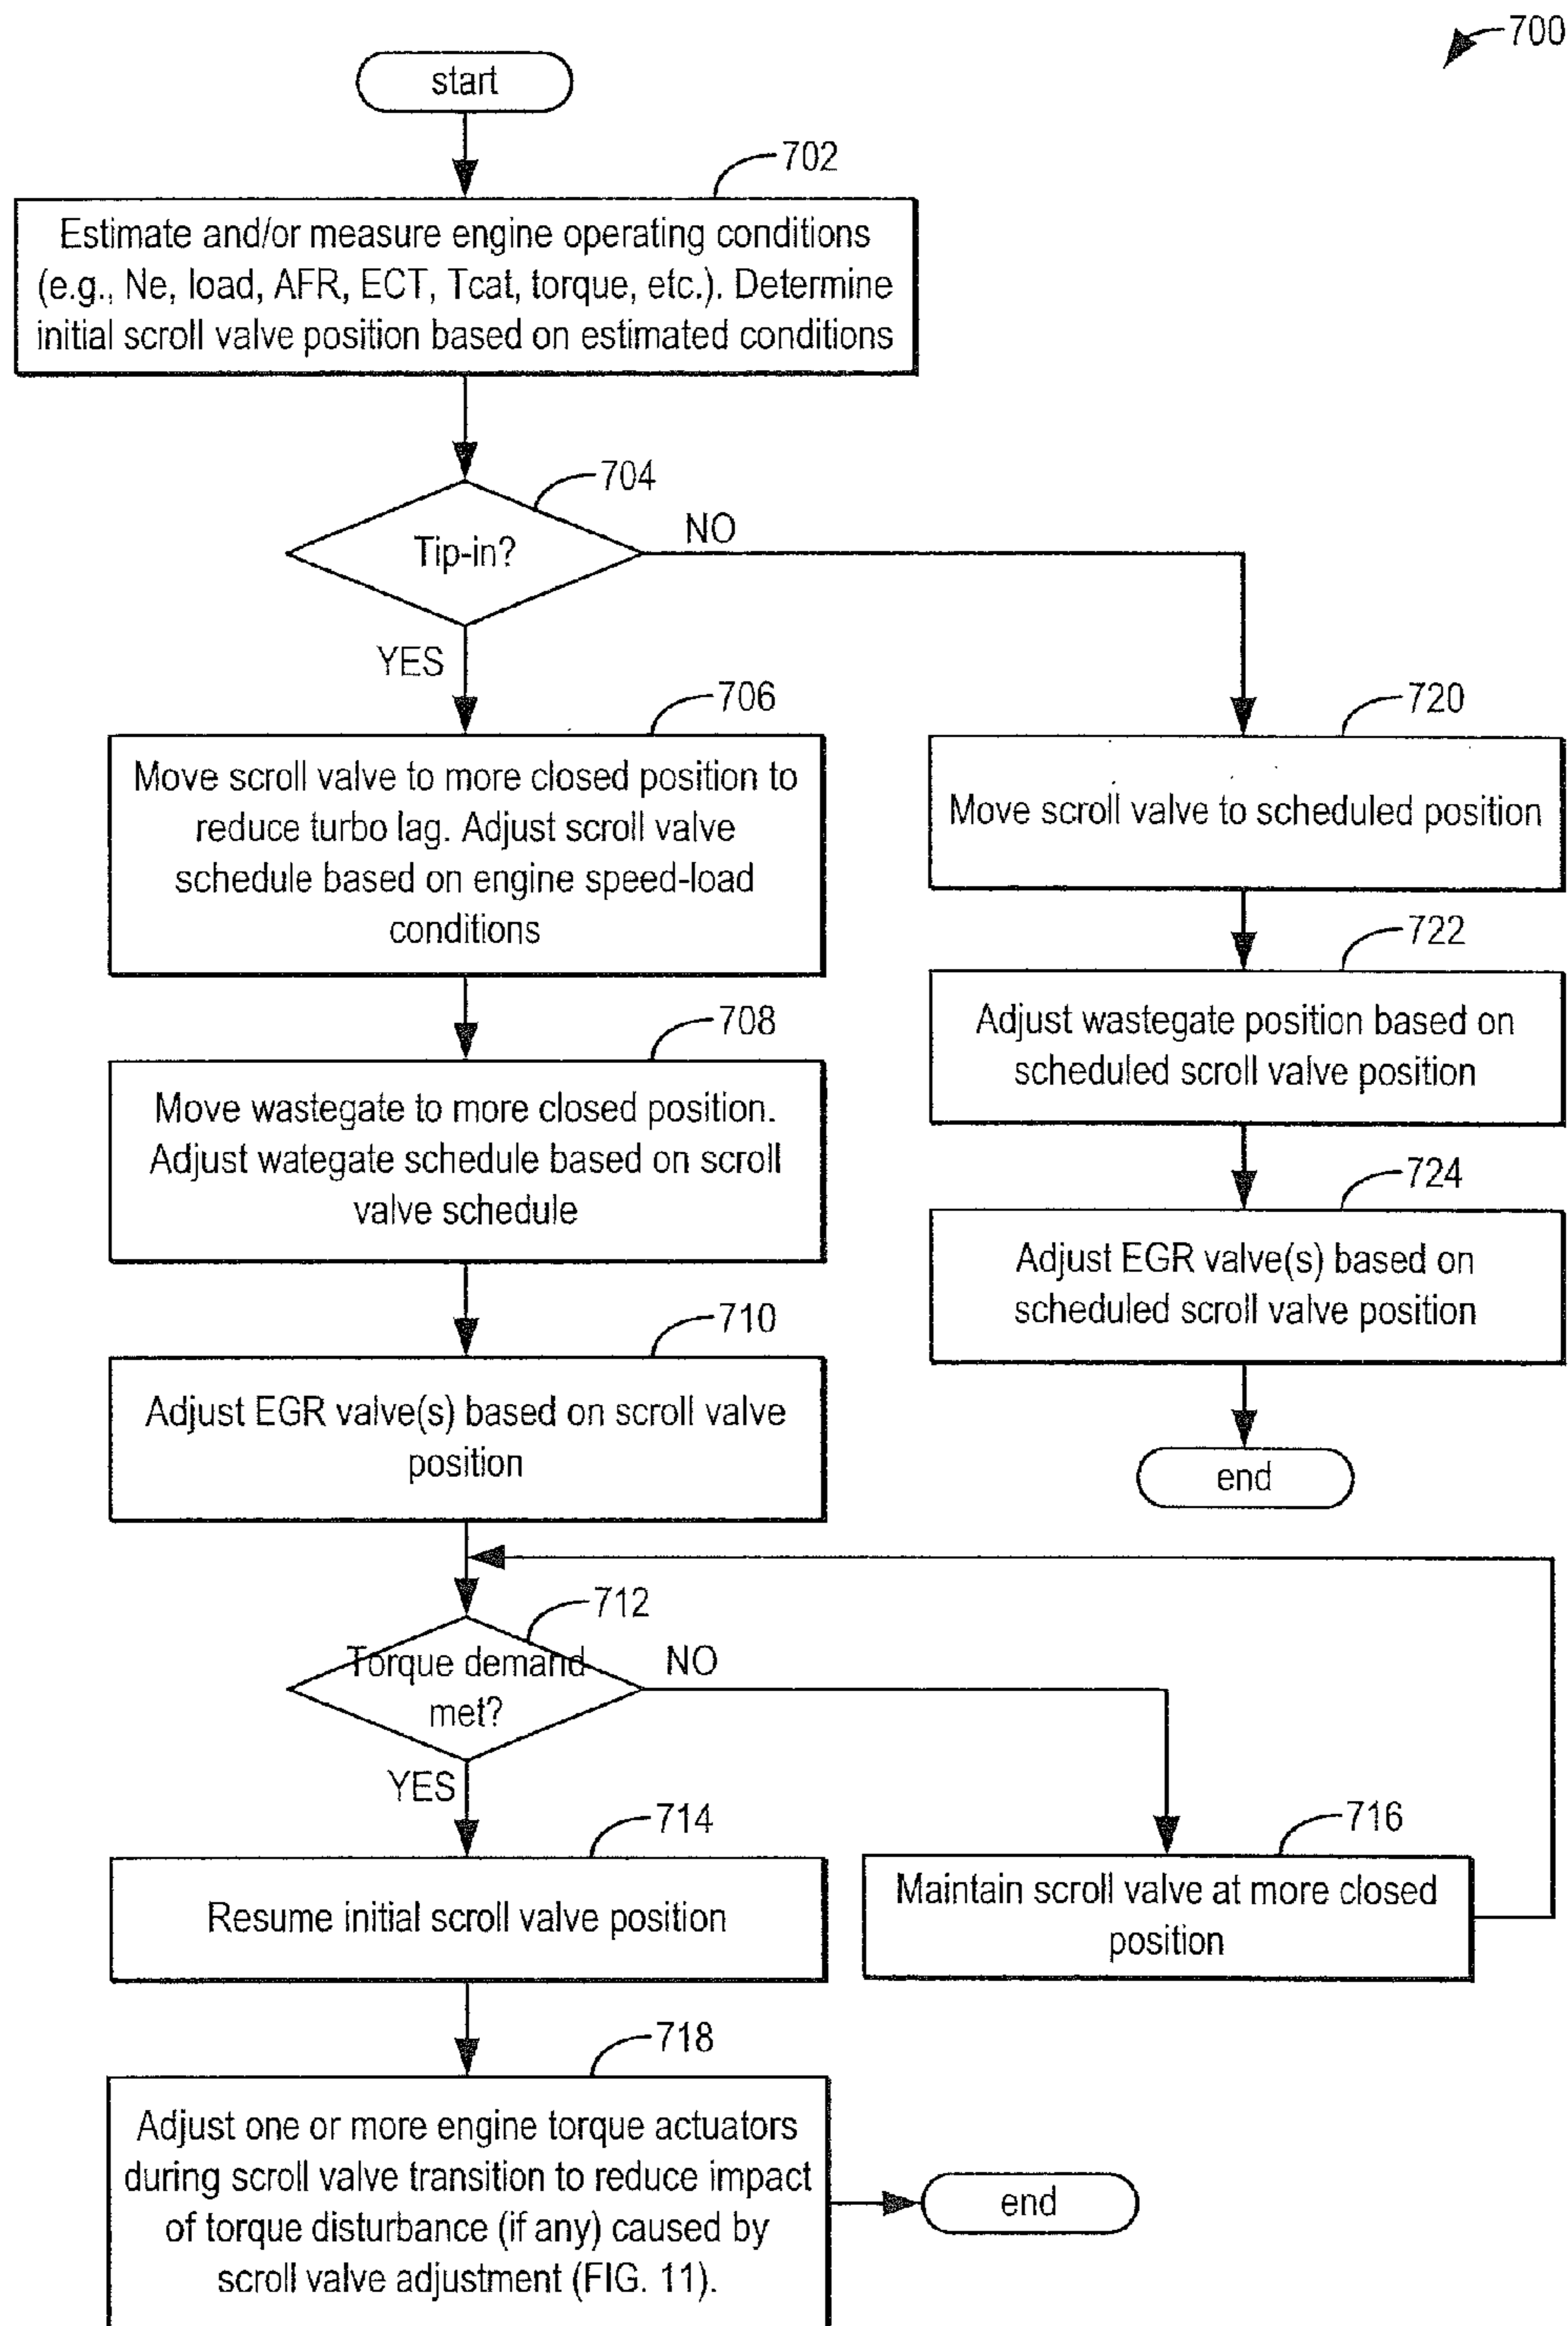 700
start
702
Estimate and/or measure engine operating conditions
(e.g., Ne, load, AFR, ECT, Tcat, torque, etc.). Determine
initial scroll valve position based on estimated conditions
704
Tip-in?
NO
YES
706
Move scroll valve to more closed position to
reduce turbo lag. Adjust scroll valve
schedule based on engine speed-load
conditions
708
Move wastegate to more closed position.
Adjust wategate schedule based on scroll
valve schedule
710
Adjust EGR valve(s) based on scroll valve
position
720
Move scroll valve to scheduled position
722
Adjust wastegate position based on
scheduled scroll valve position
724
Adjust EGR valve(s) based on
scheduled scroll valve position
end
712
Torque demand
met?
NO
YES
714
Resume initial scroll valve position
716
Maintain scroll valve at more closed
position
718
Adjust one or more engine torque actuators
during scroll valve transition to reduce impact
of torque disturbance (if any) caused by
scroll valve adjustment (FIG. 11).
end